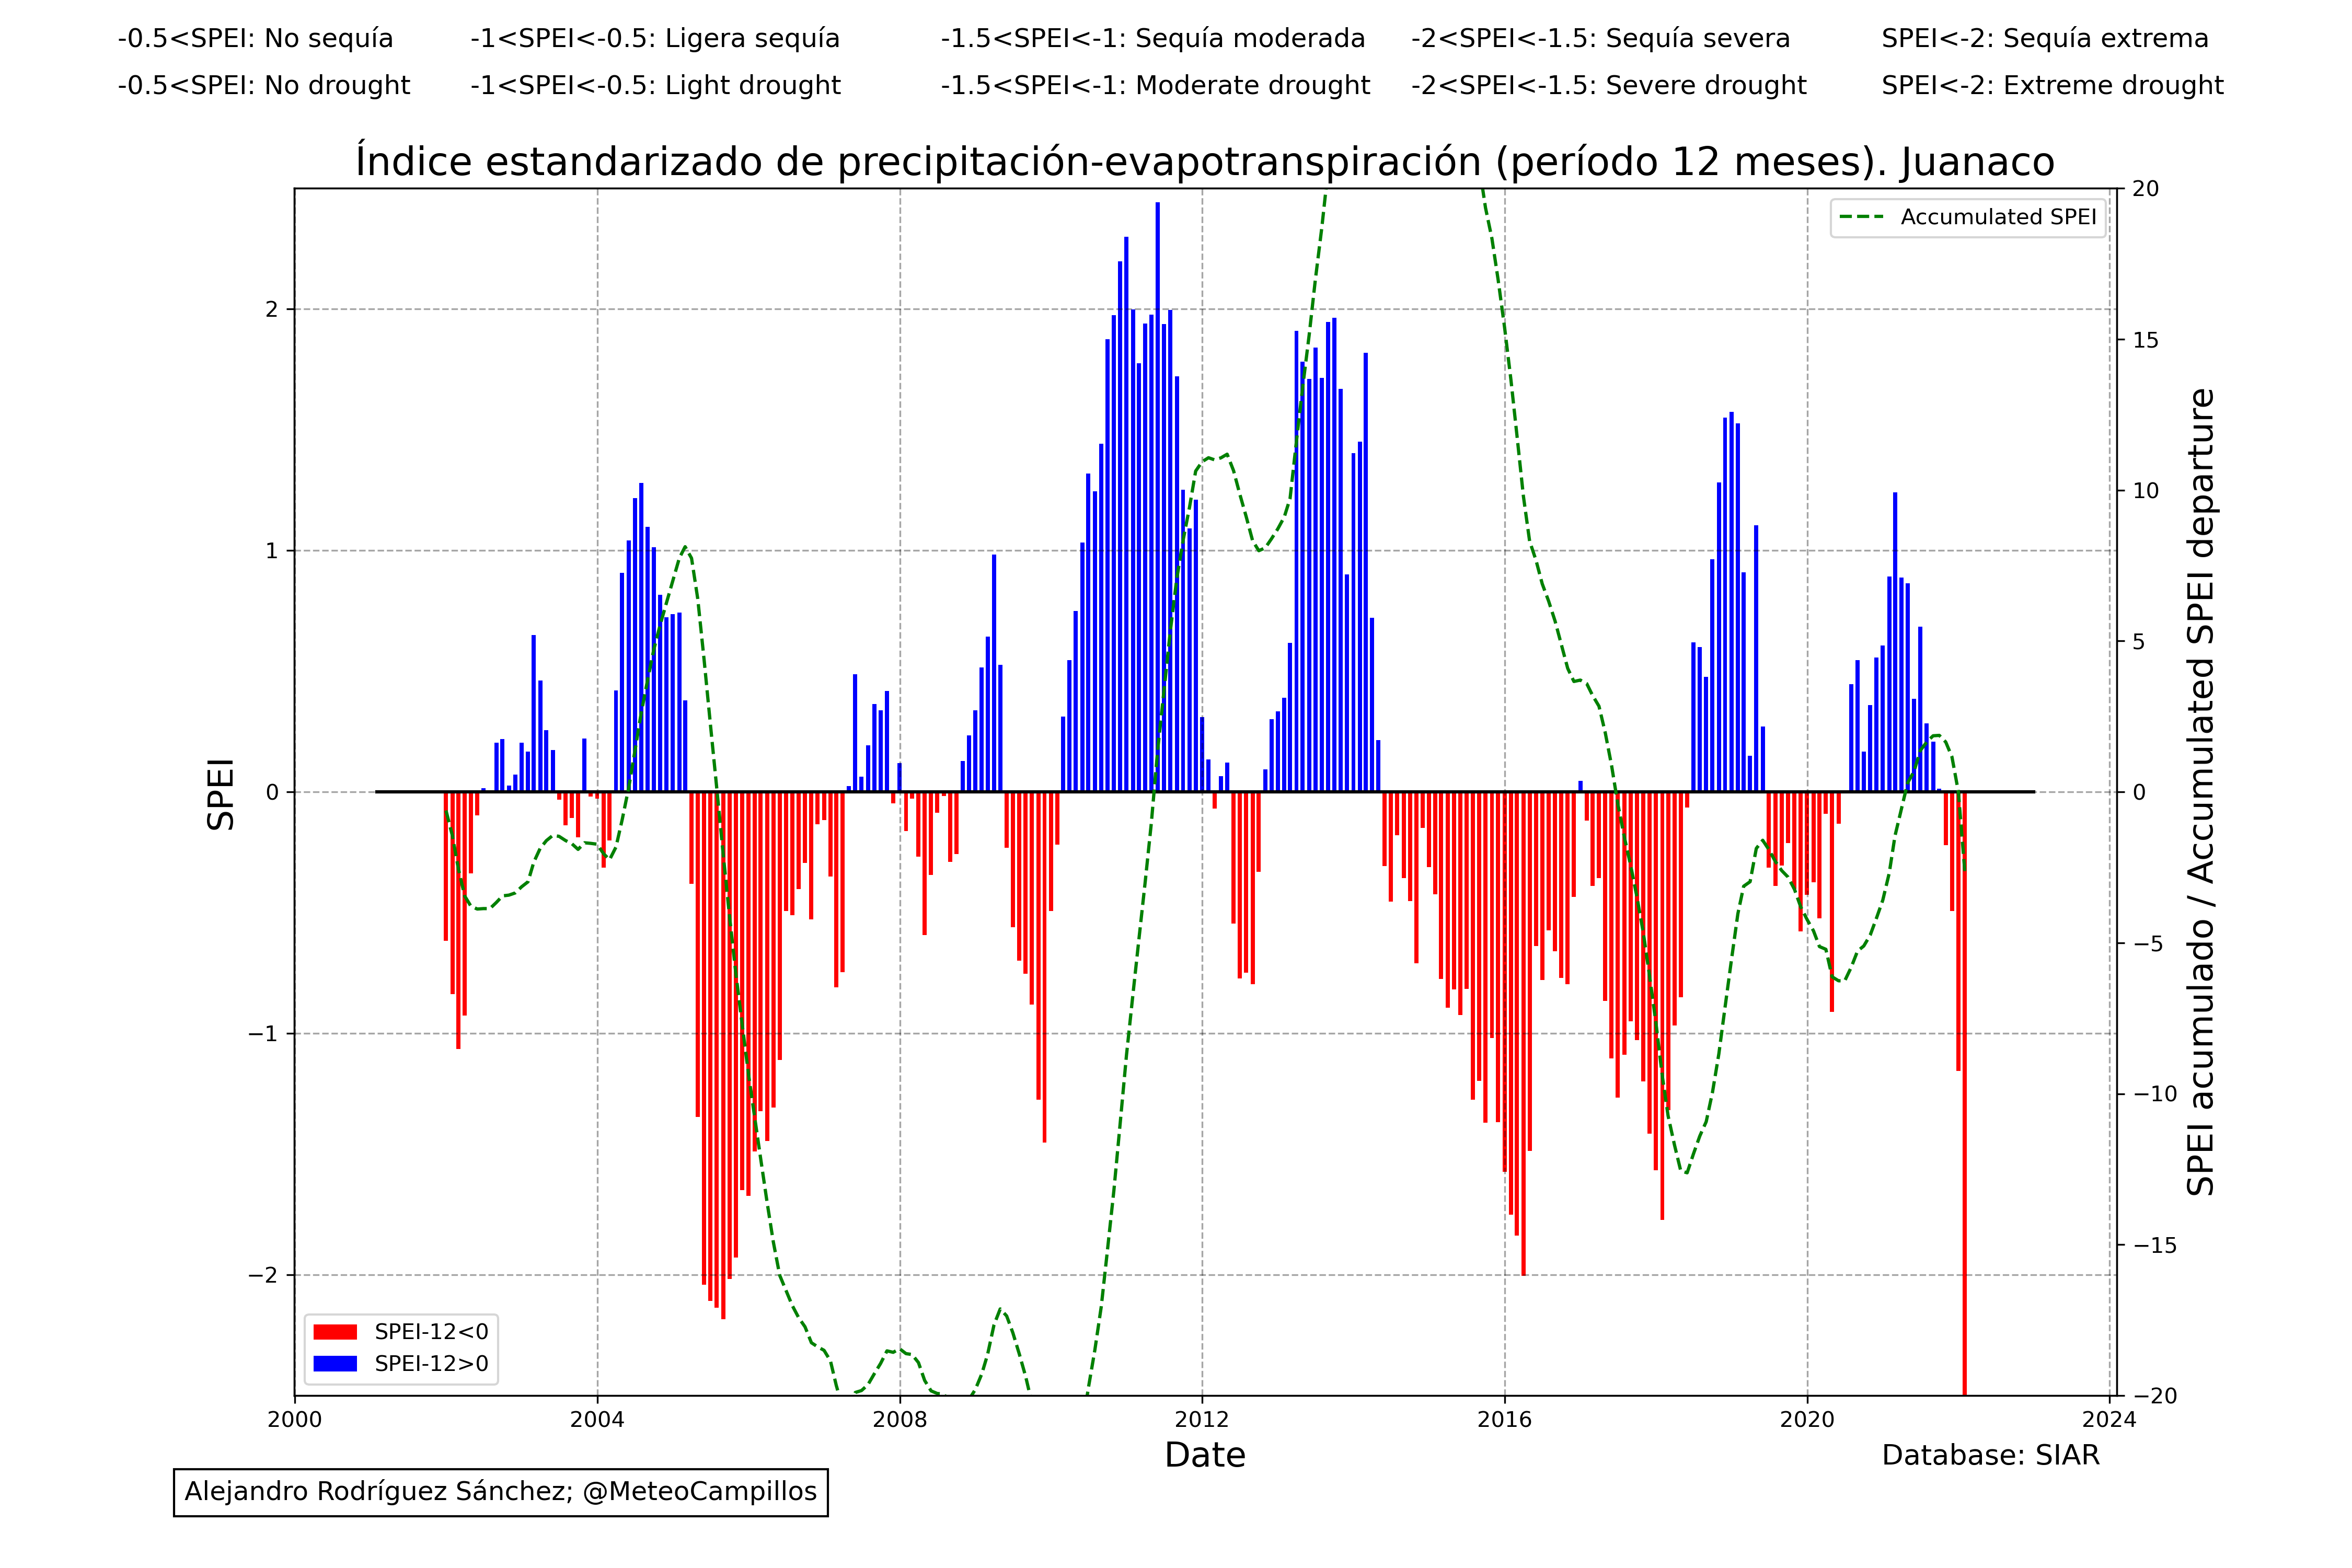 -0.5<SPEI: No sequía -1<SPEI<-0.5: Ligera sequía -1.5<SPEI<-1: Sequía moderada -2<SPEI<-1.5: Sequía severa SPEI<-2: Sequía extrema
-0.5<SPEI: No drought -1<SPEI<-0.5: Light drought -1.5<SPEI<-1: Moderate drought -2<SPEI<-1.5: Severe drought SPEI<-2: Extreme drought
Índice estandarizado de precipitación-evapotranspiración (período 12 meses). Juanaco
Accumulated SPEI
SPEI
2
1
0
−1
−2
20
15
10
5
0
−5
−10
−15
−20
SPEI acumulado / Accumulated SPEI departure
SPEI-12<0
SPEI-12>0
2000 2004 2008 2012 2016 2020 2024
Date
Database: SIAR
Alejandro Rodríguez Sánchez; @MeteoCampillos